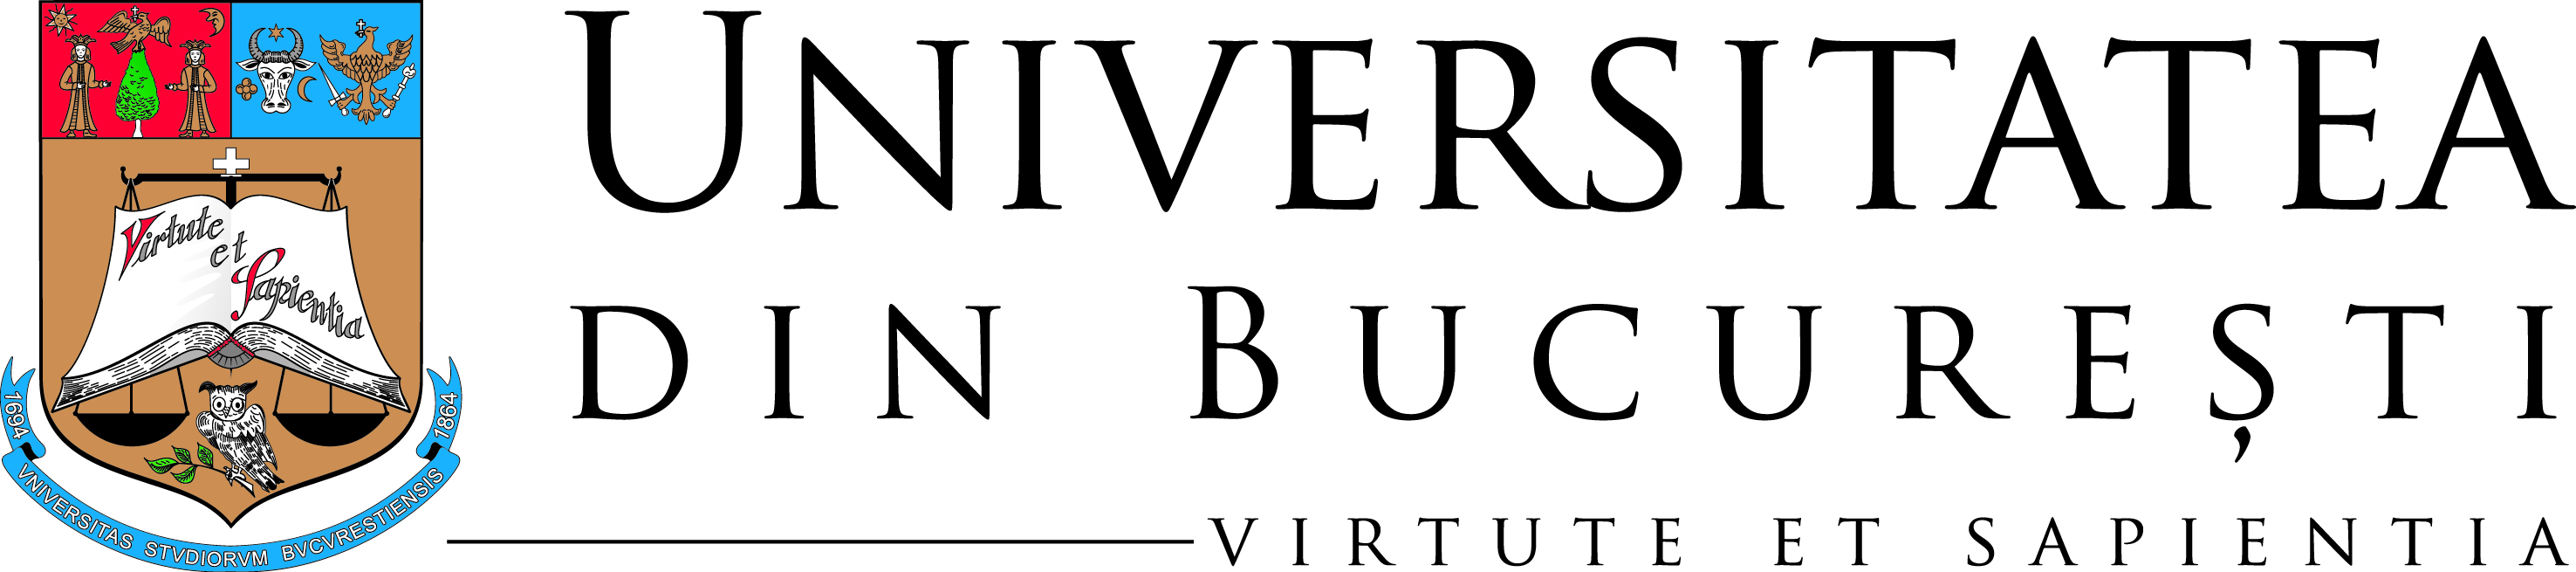 Virtute
et
Sapientia
1694 VNIVERSITAS STVDIORVM BVCVRESTIENSIS 1864
UNIVERSITATEA
DIN BUCUREȘTI
VIRTUTE ET SAPIENTIA